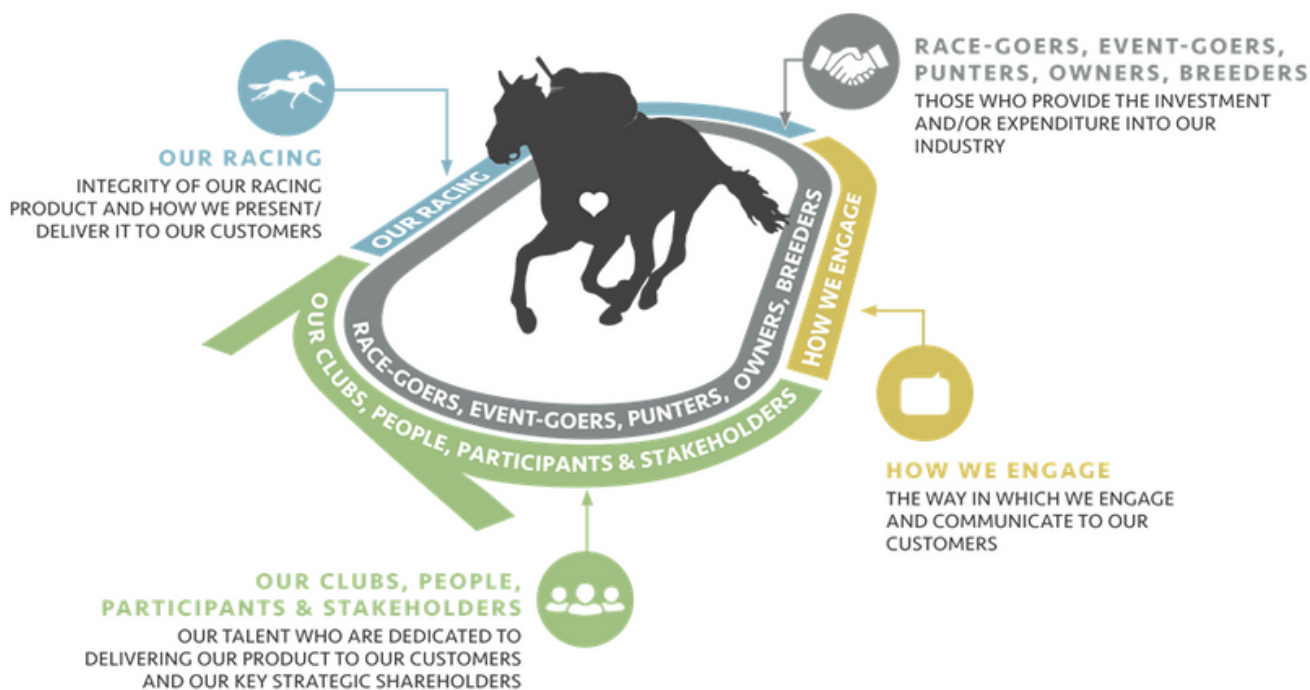 RACE-GOERS, EVENT-GOERS,
PUNTERS, OWNERS, BREEDERS
THOSE WHO PROVIDE THE INVESTMENT
AND/OR EXPENDITURE INTO OUR
INDUSTRY
OUR RACING
INTEGRITY OF OUR RACING
PRODUCT AND HOW WE PRESENT/
DELIVER IT TO OUR CUSTOMERS
OUR RACING
HOW WE ENGAGE
RACE-GOERS, EVENT-GOERS, PUNTERS, OWNERS, BREEDERS
OUR CLUBS, PEOPLE, PARTICIPANTS & STAKEHOLDERS
HOW WE ENGAGE
THE WAY IN WHICH WE ENGAGE
AND COMMUNICATE TO OUR
CUSTOMERS
OUR CLUBS, PEOPLE,
PARTICIPANTS & STAKEHOLDERS
OUR TALENT WHO ARE DEDICATED TO
DELIVERING OUR PRODUCT TO OUR CUSTOMERS
AND OUR KEY STRATEGIC SHAREHOLDERS